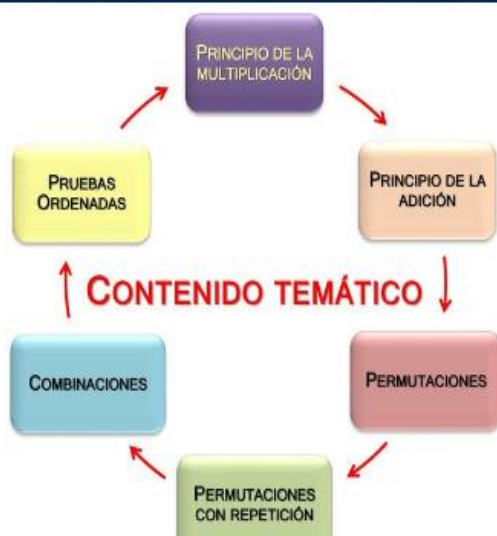 PRINCIPIO DE LA
MULTIPLICACIÓN
PRINCIPIO DE LA
ADICIÓN
PERMUTACIONES
PERMUTACIONES
CON REPETICIÓN
COMBINACIONES
PRUEBAS
ORDENADAS
CONTENIDO TEMÁTICO